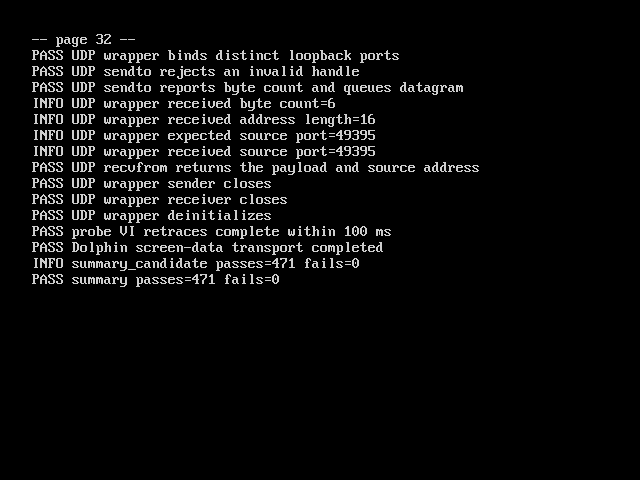 -- page 32 --
PASS UDP wrapper binds distinct loopback ports
PASS UDP sendto rejects an invalid handle
PASS UDP sendto reports byte count and queues datagram
INFO UDP wrapper received byte count=6
INFO UDP wrapper received address length=16
INFO UDP wrapper expected source port=49395
INFO UDP wrapper received source port=49395
PASS UDP recvfrom returns the payload and source address
PASS UDP wrapper sender closes
PASS UDP wrapper receiver closes
PASS UDP wrapper deinitializes
PASS probe VI retraces complete within 100 ms
PASS Dolphin screen-data transport completed
INFO summary_candidate passes=471 fails=0
PASS summary passes=471 fails=0